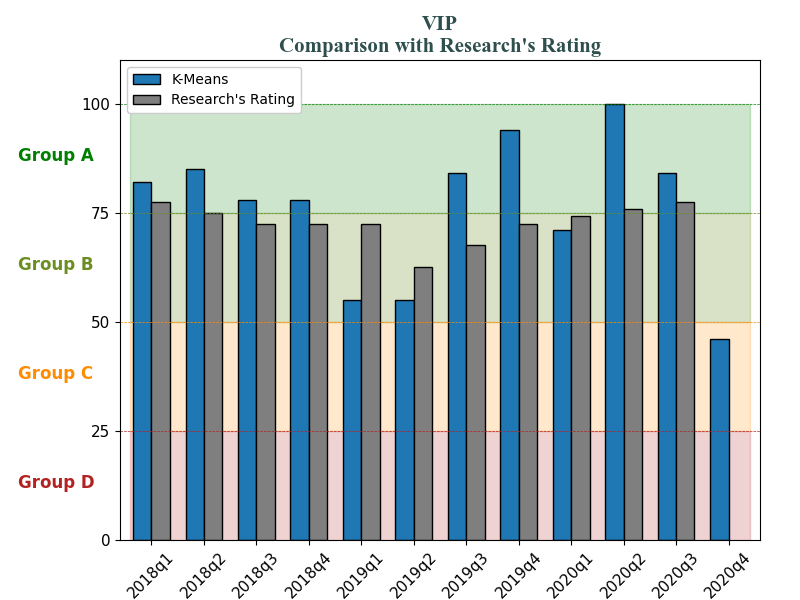 VIP
Comparison with Research's Rating
K-Means
Research's Rating
100
Group A
75
Group B
50
Group C
25
Group D
0
2018q1 2018q2 2018q3 2018q4 2019q1 2019q2 2019q3 2019q4 2020q1 2020q2 2020q3 2020q4